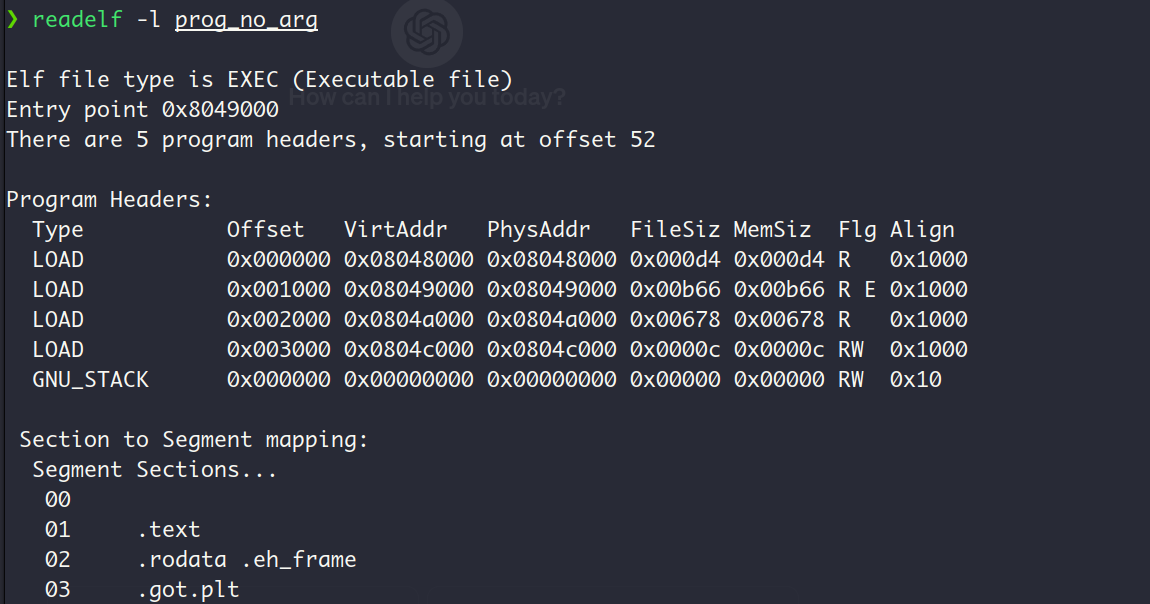 ❯ readelf -l prog_no_arg
How can I help you today?
Elf file type is EXEC (Executable file)
Entry point 0x8049000
There are 5 program headers, starting at offset 52
Program Headers:
  Type           Offset   VirtAddr   PhysAddr   FileSiz MemSiz  Flg Align
  LOAD           0x000000 0x08048000 0x08048000 0x000d4 0x000d4 R   0x1000
  LOAD           0x001000 0x08049000 0x08049000 0x00b66 0x00b66 R E 0x1000
  LOAD           0x002000 0x0804a000 0x0804a000 0x00678 0x00678 R   0x1000
  LOAD           0x003000 0x0804c000 0x0804c000 0x0000c 0x0000c RW  0x1000
  GNU_STACK      0x000000 0x00000000 0x00000000 0x00000 0x00000 RW  0x10
 Section to Segment mapping:
  Segment Sections...
   00
   01     .text
   02     .rodata .eh_frame
   03     .got.plt